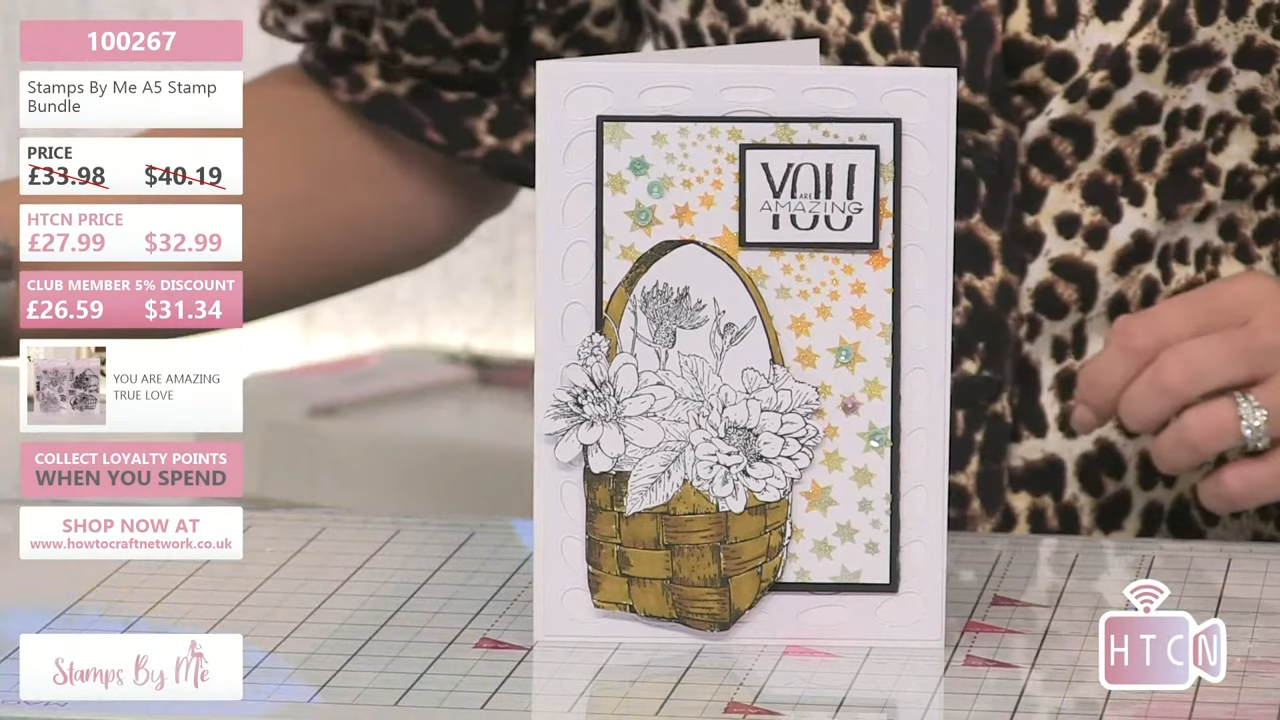 100267
Stamps By Me A5 Stamp
Bundle
PRICE
£33.98 $40.19
HTCN PRICE
£27.99 $32.99
CLUB MEMBER 5% DISCOUNT
£26.59 $31.34
YOU ARE AMAZING
TRUE LOVE
COLLECT LOYALTY POINTS
WHEN YOU SPEND
SHOP NOW AT
www.howtocraftnetwork.co.uk
Stamps By Me
YOU
ARE
AMAZING
HTCN